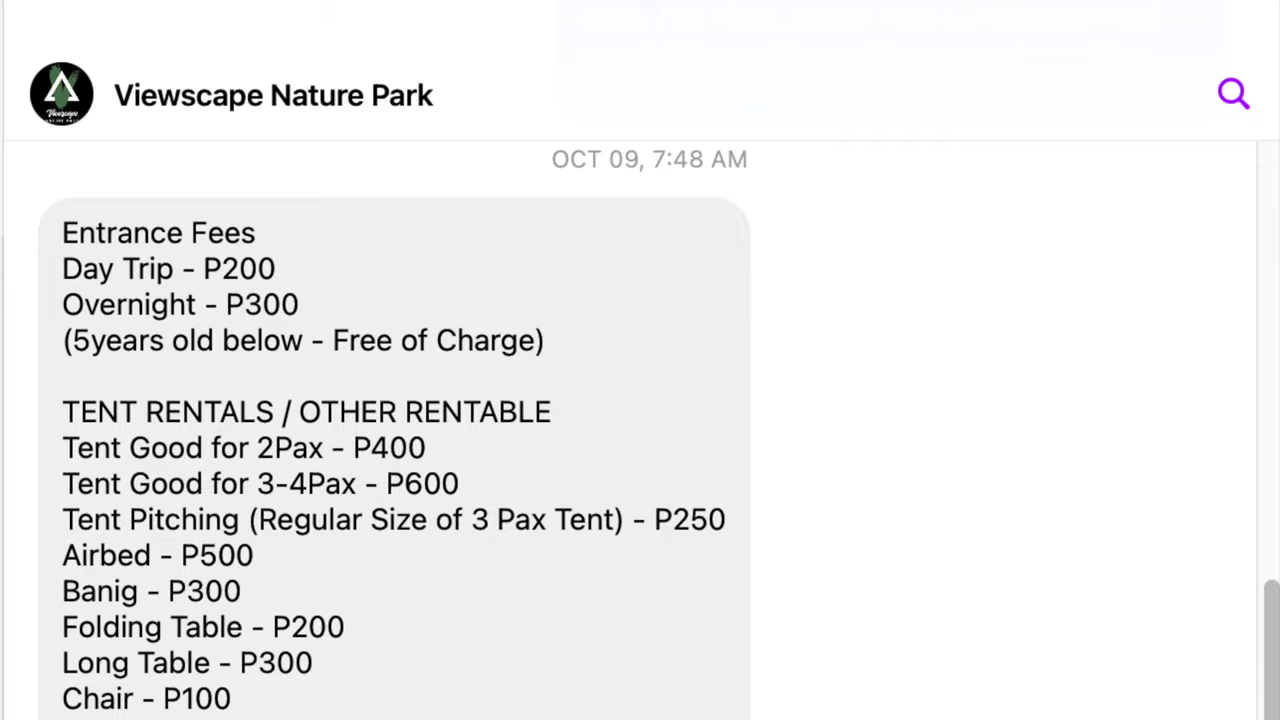 Viewscape Nature Park
OCT 09, 7:48 AM
Entrance Fees
Day Trip - P200
Overnight - P300
(5years old below - Free of Charge)
TENT RENTALS / OTHER RENTABLE
Tent Good for 2Pax - P400
Tent Good for 3-4Pax - P600
Tent Pitching (Regular Size of 3 Pax Tent) - P250
Airbed - P500
Banig - P300
Folding Table - P200
Long Table - P300
Chair - P100